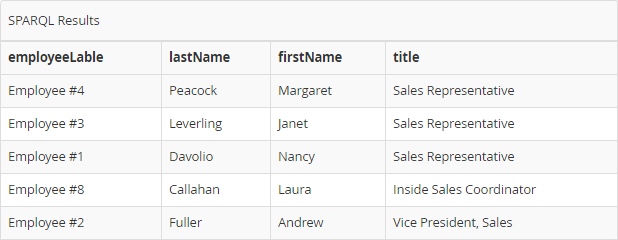 SPARQL Results
employeeLable lastName firstName title
Employee #4 Peacock Margaret Sales Representative
Employee #3 Leverling Janet Sales Representative
Employee #1 Davolio Nancy Sales Representative
Employee #8 Callahan Laura Inside Sales Coordinator
Employee #2 Fuller Andrew Vice President, Sales